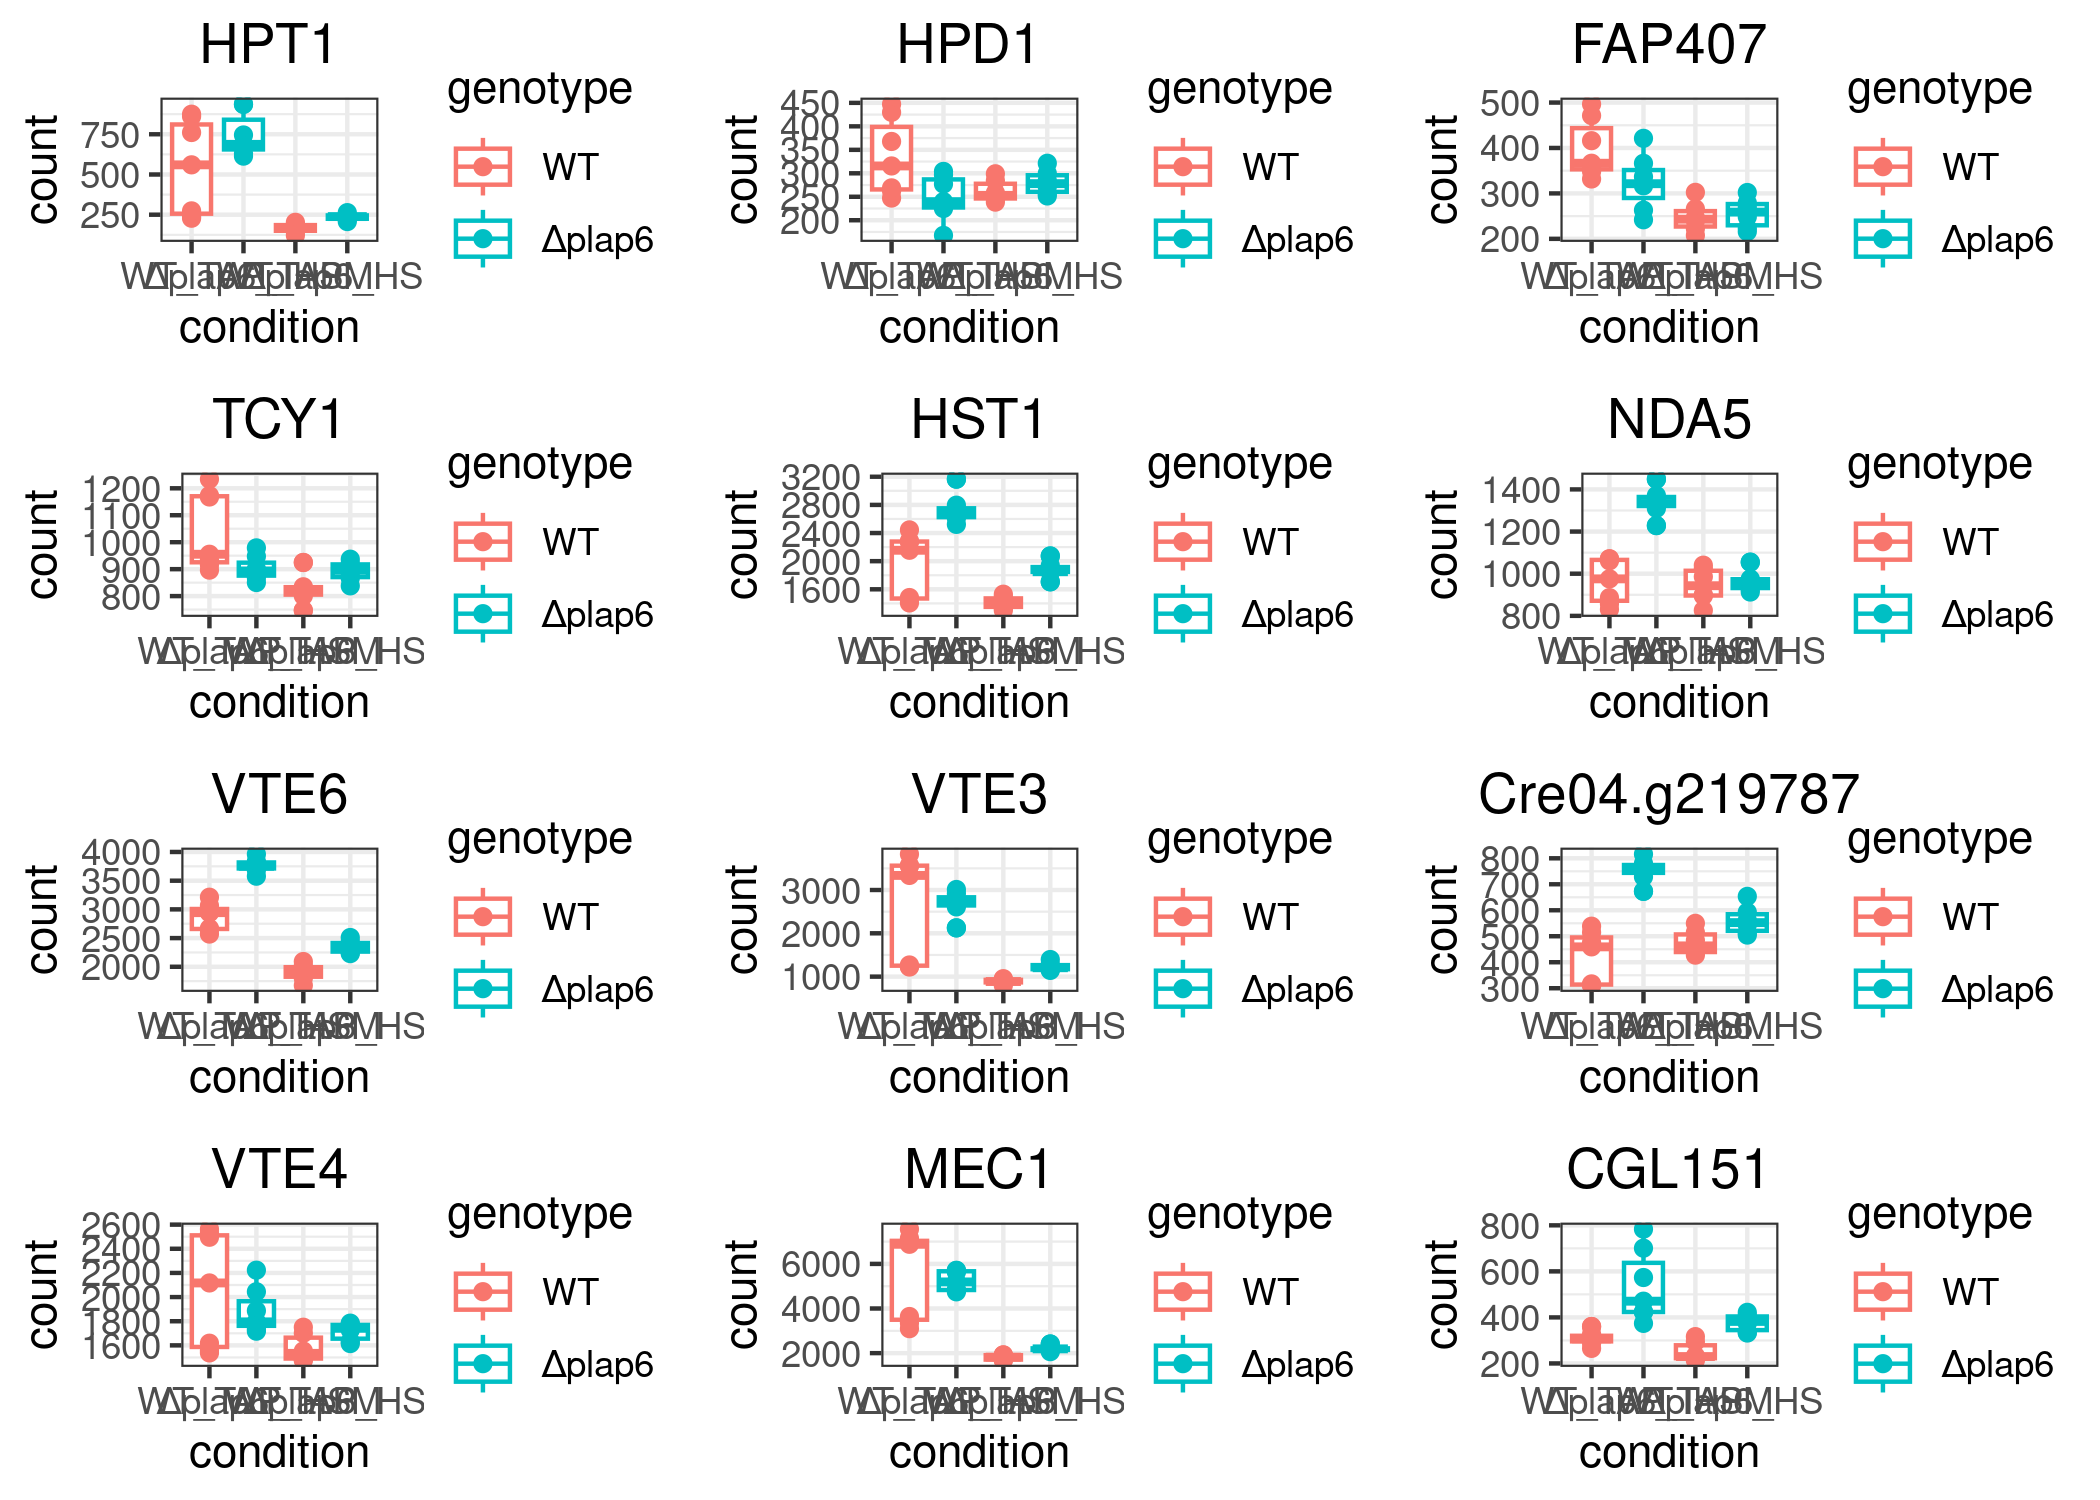 HPT1
genotype
count
750
500
250
WT
Δplap6
condition
HPD1
genotype
count
450
400
350
300
250
200
WT
Δplap6
condition
FAP407
genotype
count
500
400
300
200
WT
Δplap6
condition
TCY1
genotype
count
1200
1100
1000
900
800
WT
Δplap6
condition
HST1
genotype
count
3200
2800
2400
2000
1600
WT
Δplap6
condition
NDA5
genotype
count
1400
1200
1000
800
WT
Δplap6
condition
VTE6
genotype
count
4000
3500
3000
2500
2000
WT
Δplap6
condition
VTE3
genotype
count
3000
2000
1000
WT
Δplap6
condition
Cre04.g219787
genotype
count
800
700
600
500
400
300
WT
Δplap6
condition
VTE4
genotype
count
2600
2400
2200
2000
1800
1600
WT
Δplap6
condition
MEC1
genotype
count
6000
4000
2000
WT
Δplap6
condition
CGL151
genotype
count
800
600
400
200
WT
Δplap6
condition